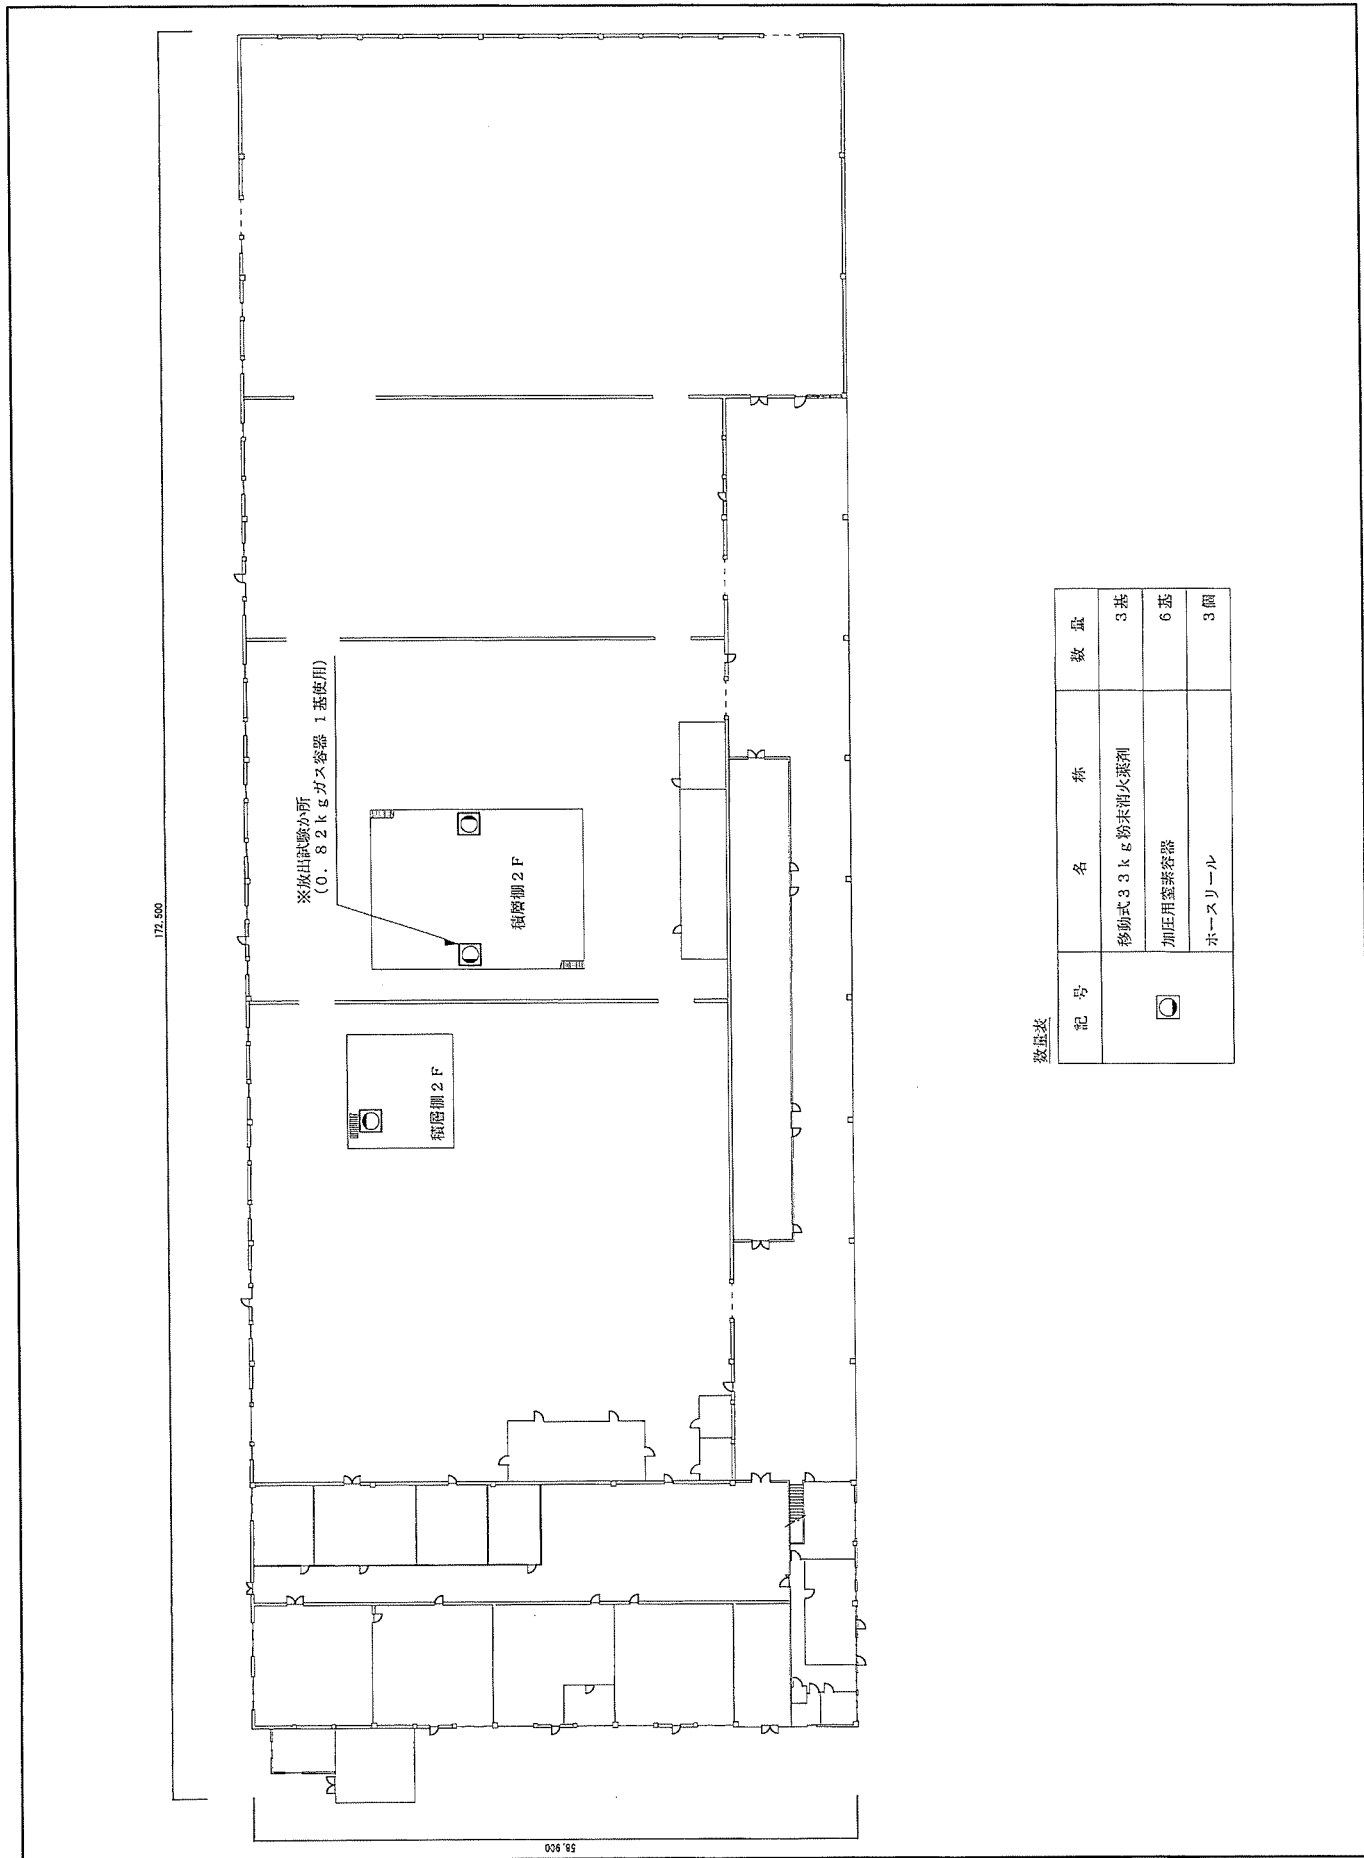 172,500
※放出試験か所
(0.82kgガス容器 1基使用)
積層棚2F
積層棚2F
58,900
数量表
記号 名称 数量
移動式33kg粉末消火薬剤 3基
加圧用窒素容器 6基
ホースリール 3個